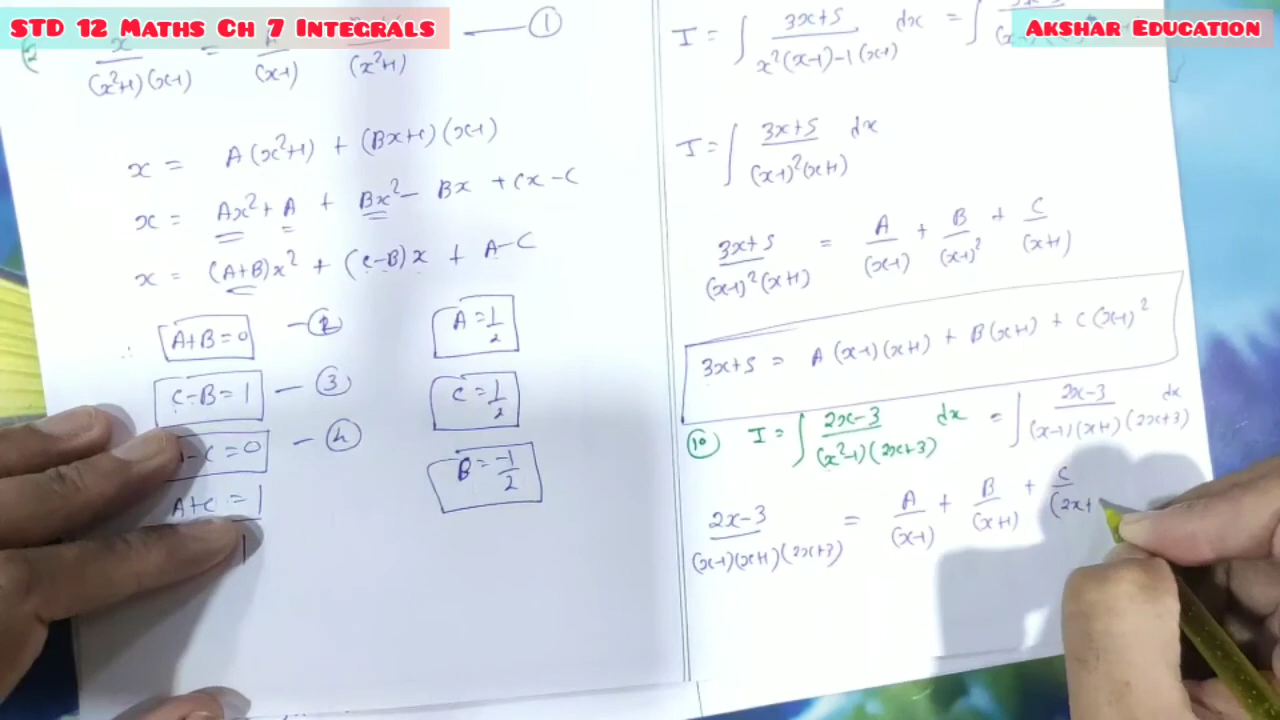 STD 12 Maths Ch 7 Integrals
Akshar Education
x/(x²+1)(x-1) = /(x-1) /(x²+1) — ①
x = A(x²+1) + (Bx+c)(x-1)
x = Ax² + A + Bx² - Bx + Cx - C
x = (A+B)x² + (C-B)x + A-C
∴ A+B=0 — ②
C-B=1 — ③
-C=0
A+C=1
1
A=1/2
C=1/2
B=-1/2
I = ∫ 3x+5/x²(x-1)-1(x-1) dx = ∫
I = ∫ 3x+5/(x-1)²(x+1) dx
3x+5/(x-1)²(x+1) = A/(x-1) + B/(x-1)² + C/(x+1)
3x+5 = A(x-1)(x+1) + B(x+1) + C(x-1)²
⑩ I = ∫ 2x-3/(x²-1)(2x+3) dx = ∫ 2x-3/(x-1)(x+1)(2x+3) dx
2x-3/(x-1)(x+1)(2x+3) = A/(x-1) + B/(x+1) + C/(2x+